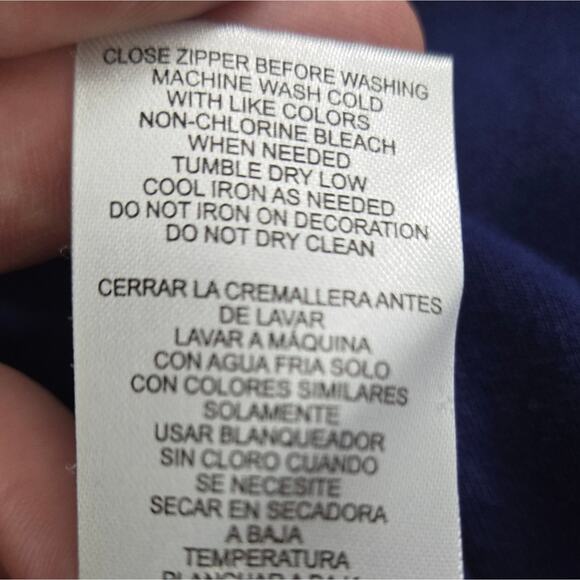 CLOSE ZIPPER BEFORE WASHING
MACHINE WASH COLD
WITH LIKE COLORS
NON-CHLORINE BLEACH
WHEN NEEDED
TUMBLE DRY LOW
COOL IRON AS NEEDED
DO NOT IRON ON DECORATION
DO NOT DRY CLEAN
CERRAR LA CREMALLERA ANTES
DE LAVAR
LAVAR A MÁQUINA
CON AGUA FRIA SOLO
CON COLORES SIMILARES
SOLAMENTE
USAR BLANQUEADOR
SIN CLORO CUANDO
SE NECESITE
SECAR EN SECADORA
A BAJA
TEMPERATURA
PLANCHAR A BAJA